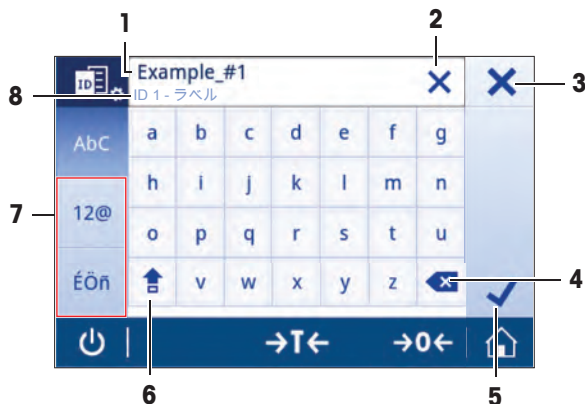 1
2
Example_#1
ID
3
8
ID 1 - ラベル
AbC
a b c d e f g
h i j k l m n
7
12@
o p q r s t u
4
ÉÖñ
v w x y z
→T← →0←
6
5